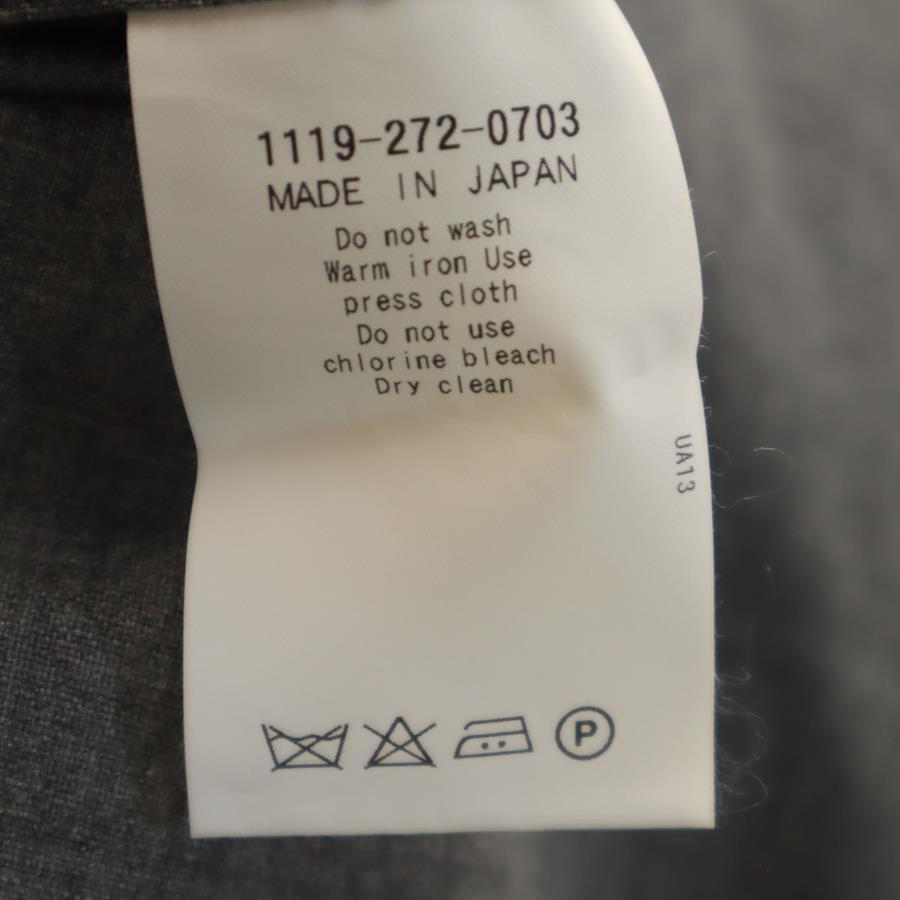 1119-272-0703
MADE IN JAPAN
Do not wash
Warm iron Use
press cloth
Do not use
chlorine bleach
Dry clean
UA13
P